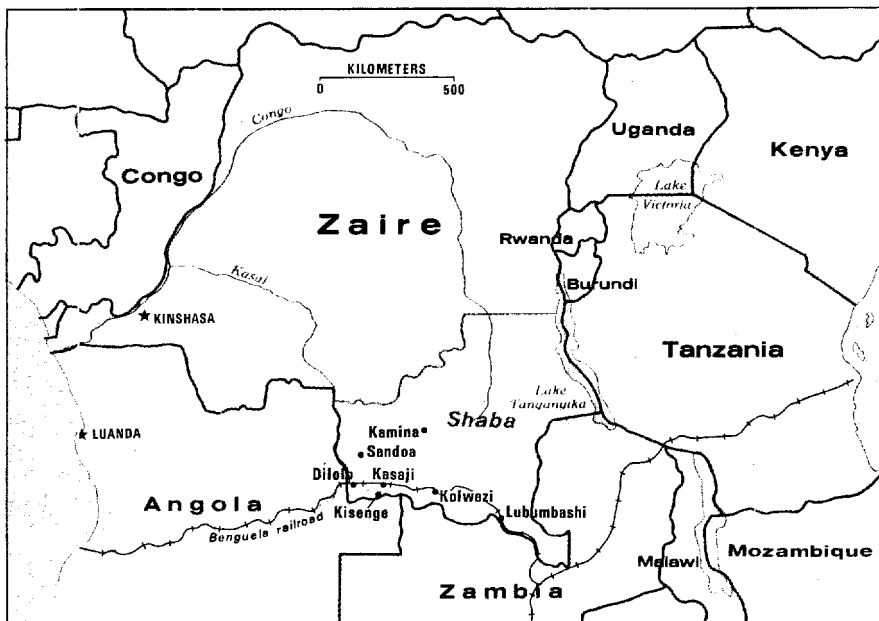 KILOMETERS
0 500
Congo
Uganda
Kenya
Congo
Lake
Victoria
Zaire
Rwanda
Kasai
Burundi
KINSHASA
Tanzania
Lake
Tanganyika
Shaba
Kamina
LUANDA
Sandoa
Dilolo Kasaji
Angola
Kolwezi
Kisenge
Lubumbashi
Benguela railroad
Mozambique
Malawi
Zambia